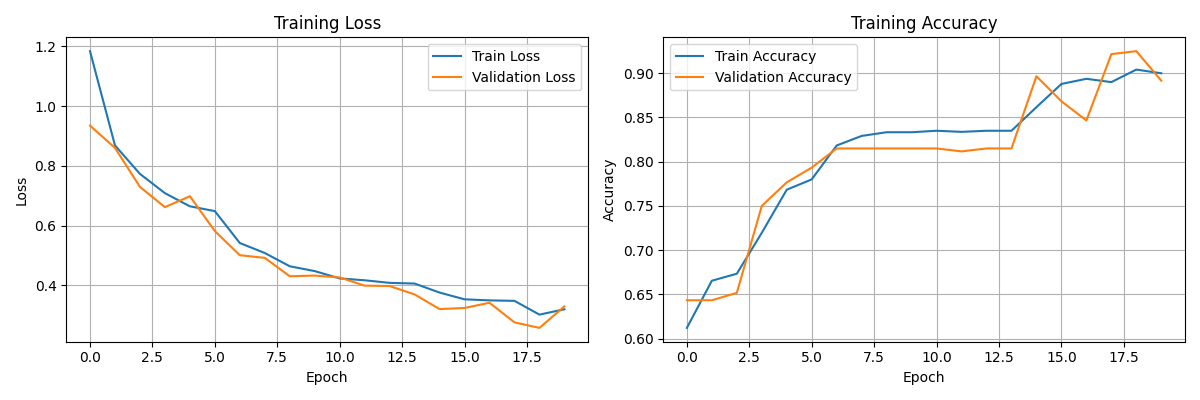 Training Loss
Train Loss
Validation Loss
1.2
1.0
0.8
0.6
0.4
Loss
0.0 2.5 5.0 7.5 10.0 12.5 15.0 17.5
Epoch
Training Accuracy
Train Accuracy
Validation Accuracy
0.90
0.85
0.80
0.75
0.70
0.65
0.60
Accuracy
0.0 2.5 5.0 7.5 10.0 12.5 15.0 17.5
Epoch